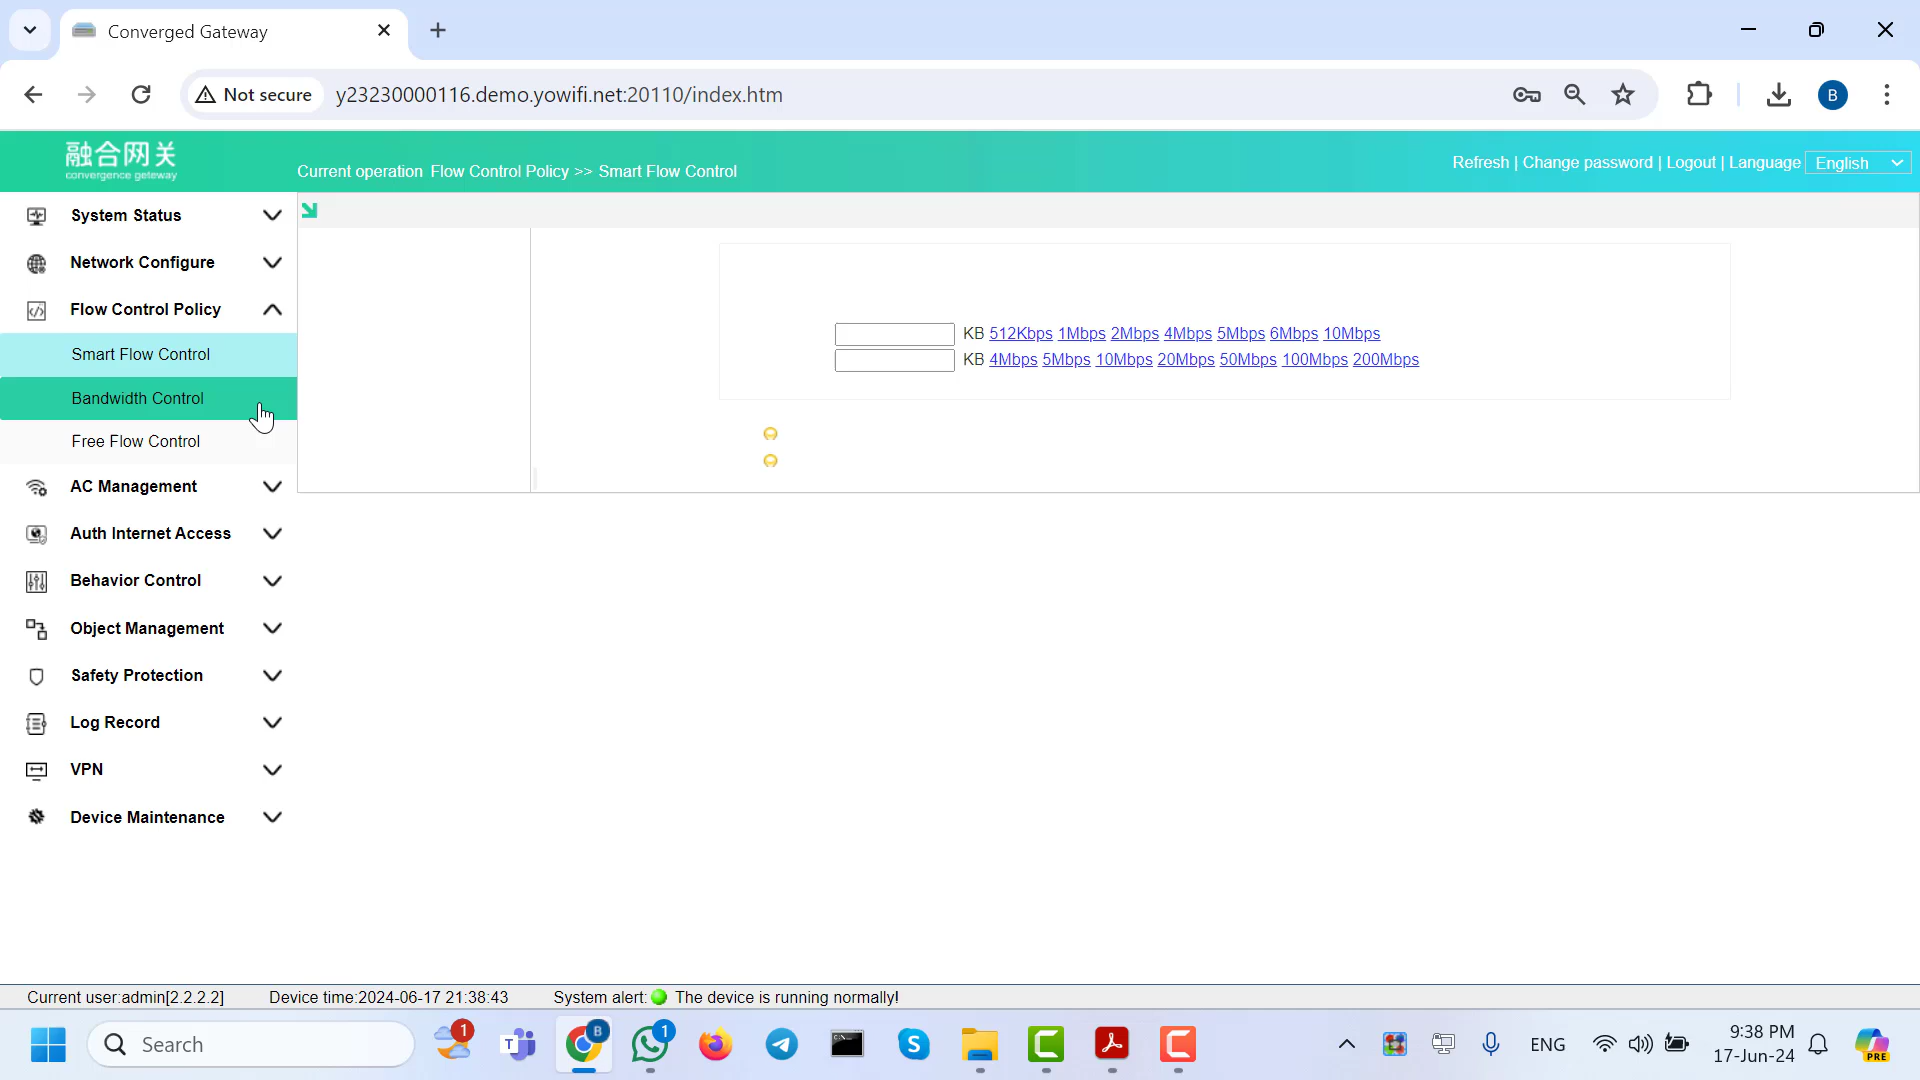 Converged Gateway
Not secure
y23230000116.demo.yowifi.net:20110/index.htm
B
融合网关
convergence geteway
Current operation Flow Control Policy >> Smart Flow Control
Refresh | Change password | Logout | Language English
System Status
Network Configure
Flow Control Policy
Smart Flow Control
Bandwidth Control
Free Flow Control
AC Management
Auth Internet Access
Behavior Control
Object Management
Safety Protection
Log Record
VPN
Device Maintenance
KB 512Kbps 1Mbps 2Mbps 4Mbps 5Mbps 6Mbps 10Mbps
KB 4Mbps 5Mbps 10Mbps 20Mbps 50Mbps 100Mbps 200Mbps
Current user:admin[2.2.2.2] Device time:2024-06-17 21:38:43 System alert: The device is running normally!
Search
1
B
1
ENG
9:38 PM
17-Jun-24
PRE